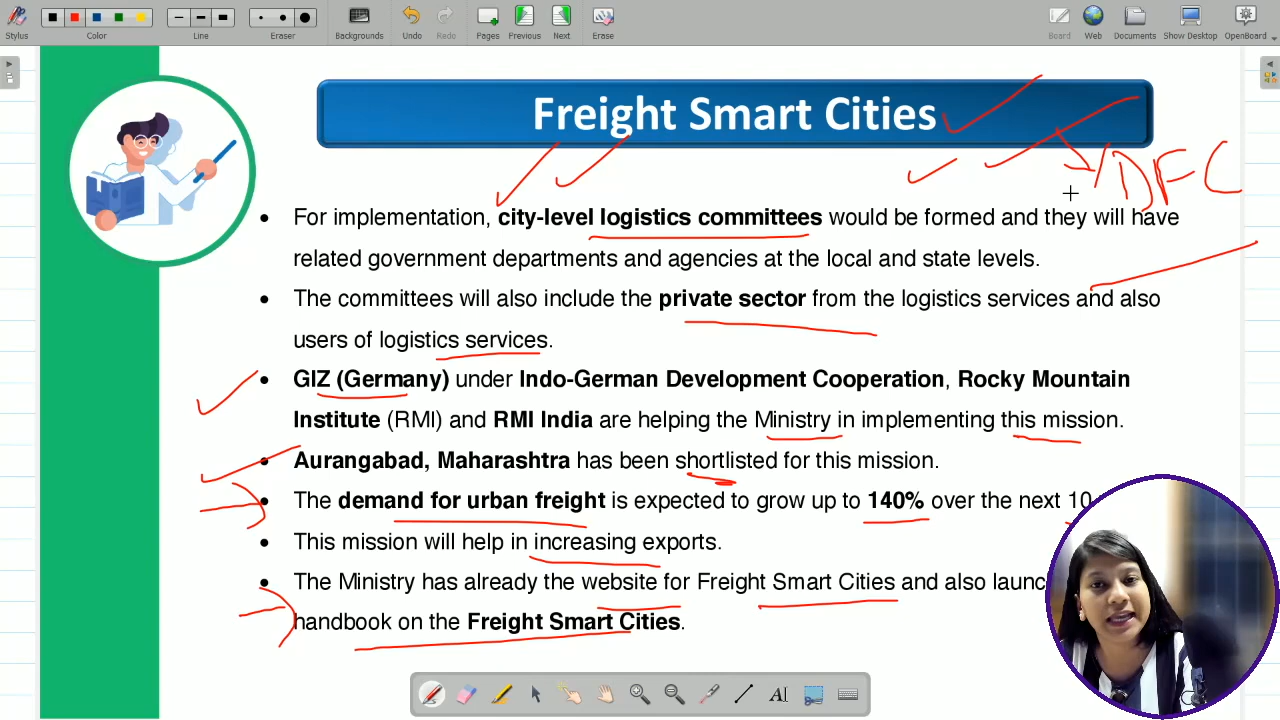 Stylus
Color
Line
Eraser
Backgrounds
Undo
Redo
Pages
Previous
Next
Erase
Board
Web
Documents
Show Desktop
OpenBoard
Freight Smart Cities
DFC
• For implementation, city-level logistics committees would be formed and they will have
related government departments and agencies at the local and state levels.
• The committees will also include the private sector from the logistics services and also
users of logistics services.
• GIZ (Germany) under Indo-German Development Cooperation, Rocky Mountain
Institute (RMI) and RMI India are helping the Ministry in implementing this mission.
• Aurangabad, Maharashtra has been shortlisted for this mission.
• The demand for urban freight is expected to grow up to 140% over the next 10
• This mission will help in increasing exports.
• The Ministry has already the website for Freight Smart Cities and also
handbook on the Freight Smart Cities.
AI